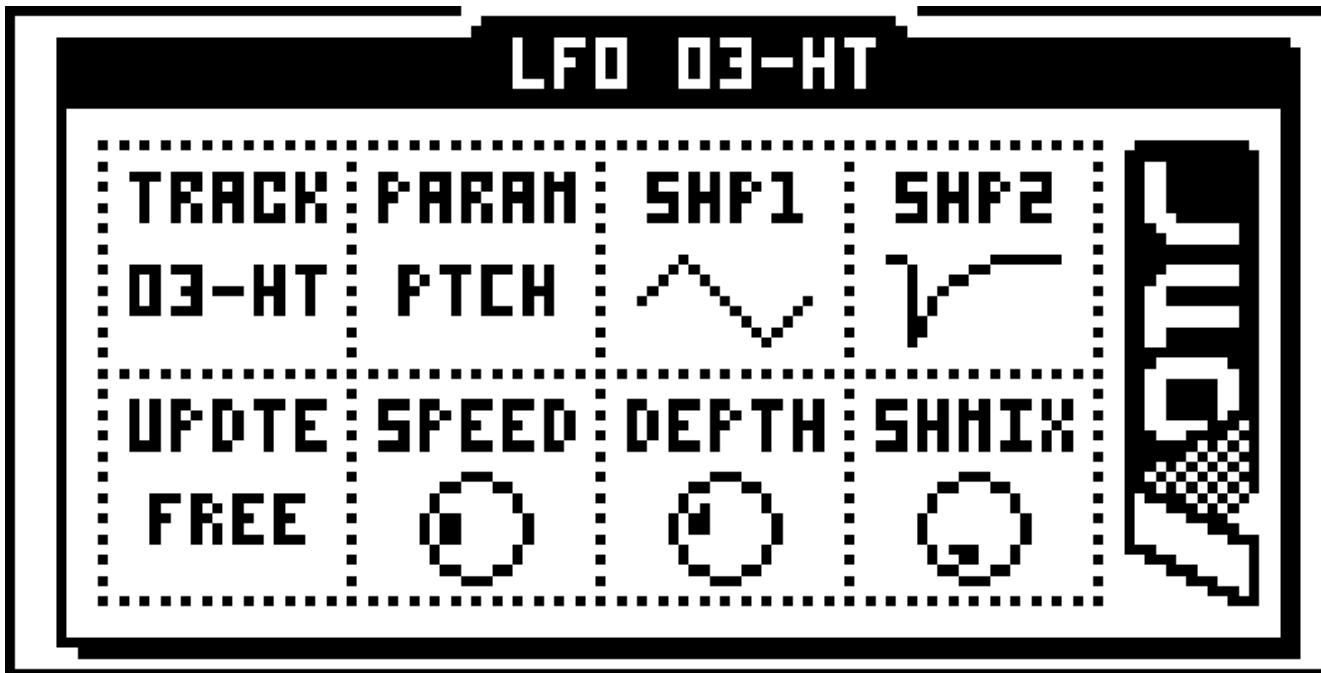 LFO 03-HT
TRACK PARAM SHP1 SHP2
03-HT PTCH
UPDTE SPEED DEPTH SHMIX
FREE
LFO